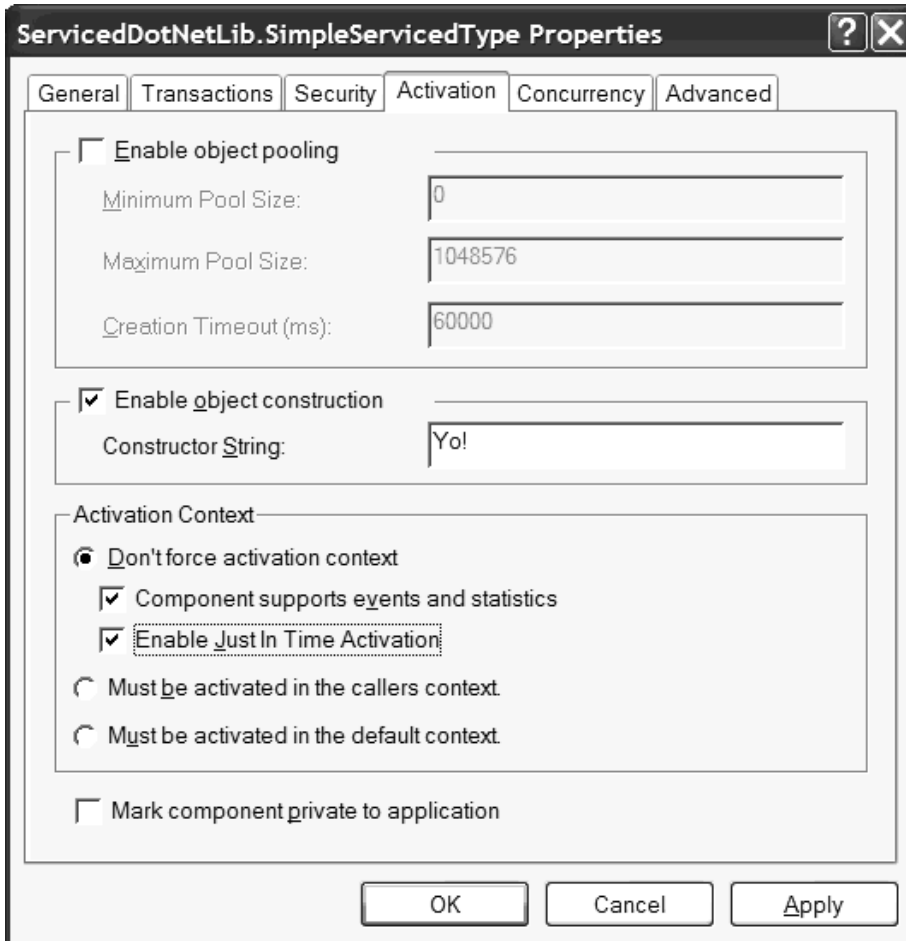 ServicedDotNetLib.SimpleServicedType Properties ? X
General Transactions Security Activation Concurrency Advanced
Enable object pooling
Minimum Pool Size: 0
Maximum Pool Size: 1048576
Creation Timeout (ms): 60000
Enable object construction
Constructor String: Yo!
Activation Context
Don't force activation context
Component supports events and statistics
Enable Just In Time Activation
Must be activated in the callers context.
Must be activated in the default context.
Mark component private to application
OK Cancel Apply